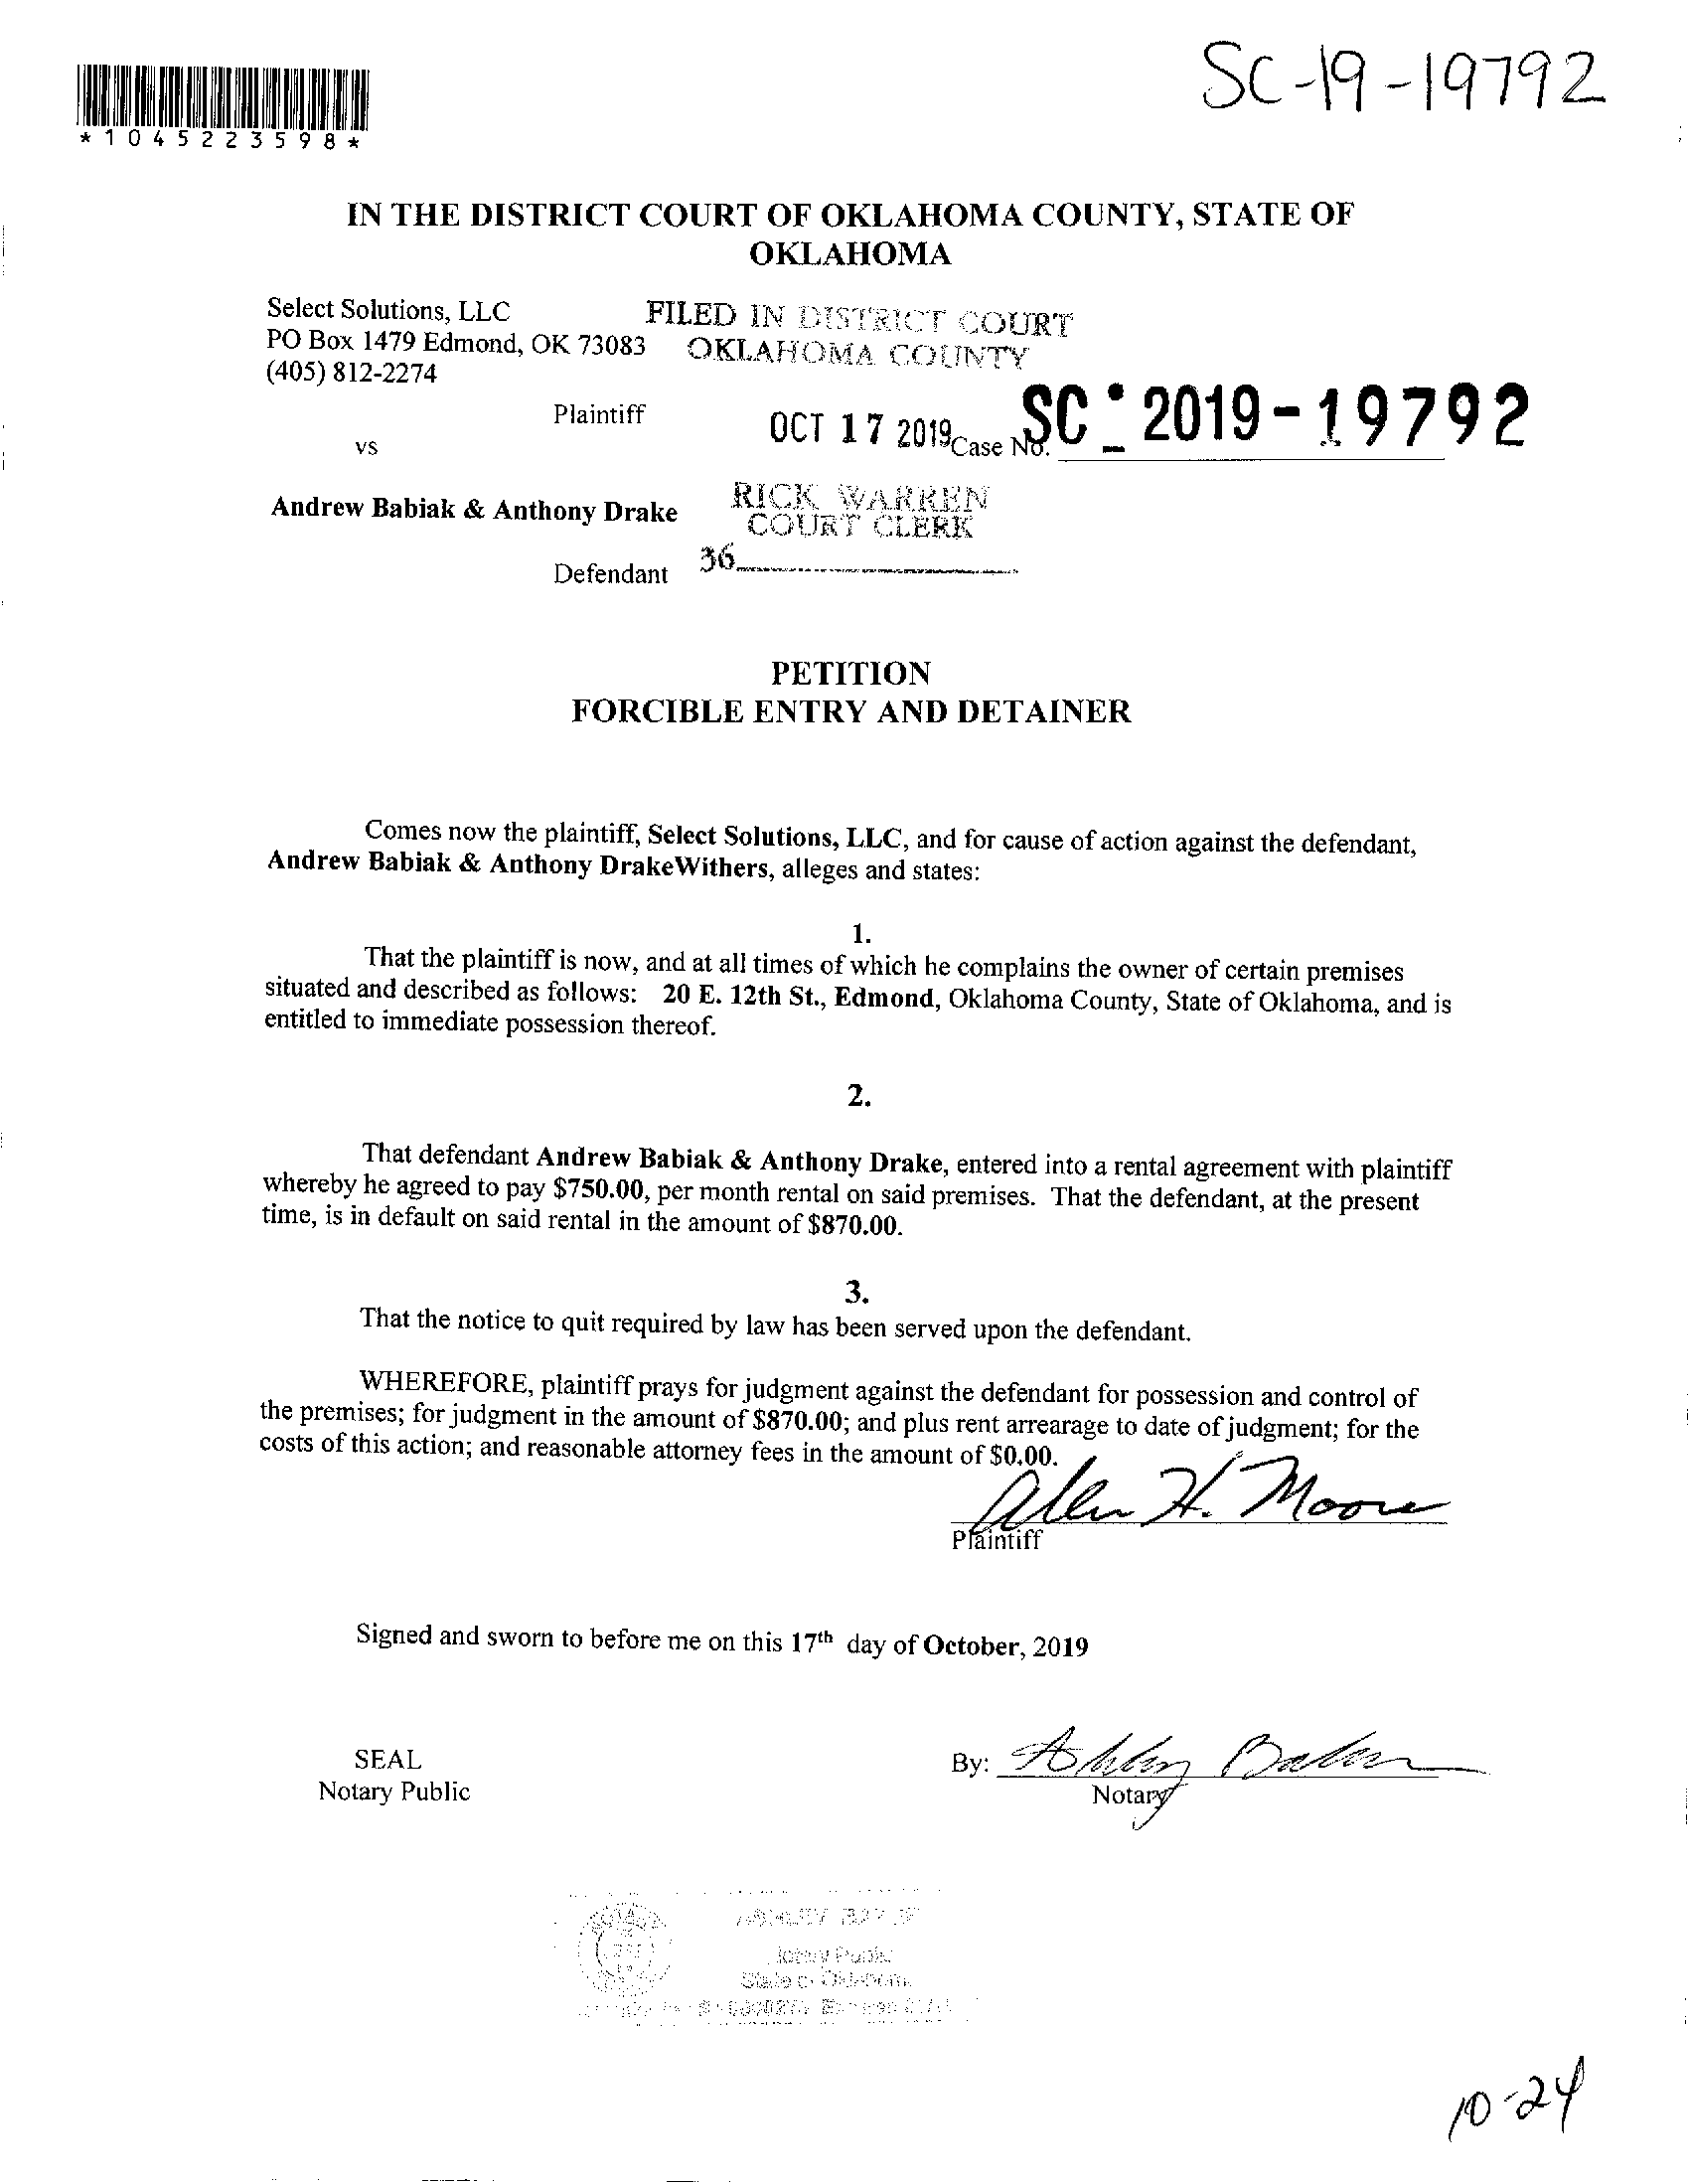 SC-19-19792
*1045223598*
IN THE DISTRICT COURT OF OKLAHOMA COUNTY, STATE OF
OKLAHOMA
Select Solutions, LLC
PO Box 1479 Edmond, OK 73083
(405) 812-2274
FILED IN DISTRICT COURT
OKLAHOMA COUNTY
Plaintiff
OCT 17 2019
Case No. SC - 2019-19792
vs
Andrew Babiak & Anthony Drake
RICK WARREN
COURT CLERK
Defendant
36
PETITION
FORCIBLE ENTRY AND DETAINER
Comes now the plaintiff, Select Solutions, LLC, and for cause of action against the defendant,
Andrew Babiak & Anthony DrakeWithers, alleges and states:
1.
That the plaintiff is now, and at all times of which he complains the owner of certain premises
situated and described as follows: 20 E. 12th St., Edmond, Oklahoma County, State of Oklahoma, and is
entitled to immediate possession thereof.
2.
That defendant Andrew Babiak & Anthony Drake, entered into a rental agreement with plaintiff
whereby he agreed to pay $750.00, per month rental on said premises. That the defendant, at the present
time, is in default on said rental in the amount of $870.00.
3.
That the notice to quit required by law has been served upon the defendant.
WHEREFORE, plaintiff prays for judgment against the defendant for possession and control of
the premises; for judgment in the amount of $870.00; and plus rent arrearage to date of judgment; for the
costs of this action; and reasonable attorney fees in the amount of $0.00.
Alen H. Moore
Plaintiff
Signed and sworn to before me on this 17th day of October, 2019
SEAL
Notary Public
By: Ashley
Notary
Notary Public
State of Oklahoma
10-24